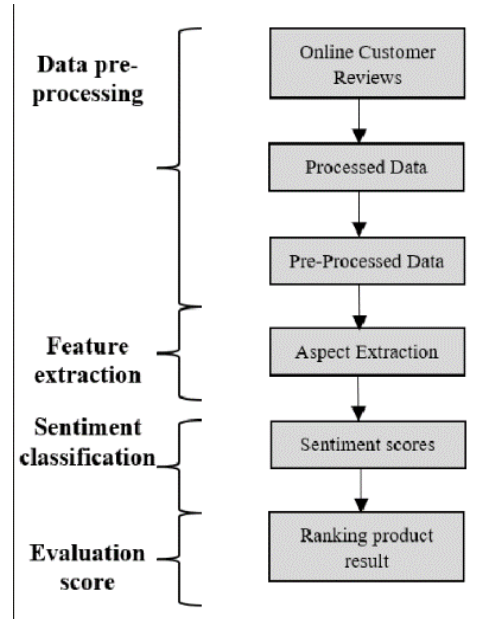 Data pre-
processing
Online Customer
Reviews
Processed Data
Pre-Processed Data
Feature
extraction
Aspect Extraction
Sentiment
classification
Sentiment scores
Evaluation
score
Ranking product
result